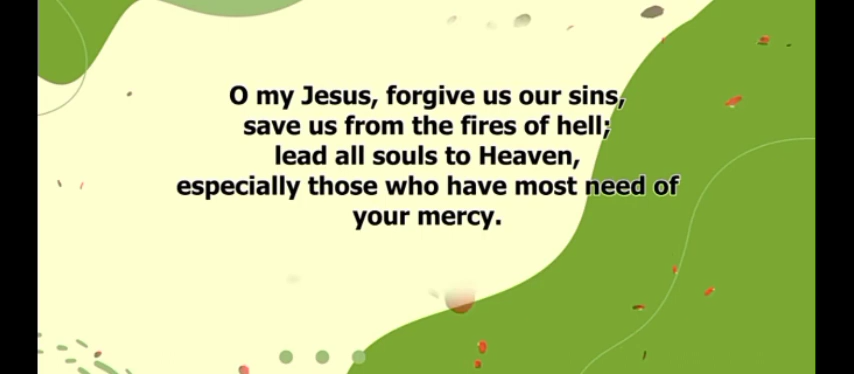 O my Jesus, forgive us our sins,
save us from the fires of hell;
lead all souls to Heaven,
especially those who have most need of
your mercy.